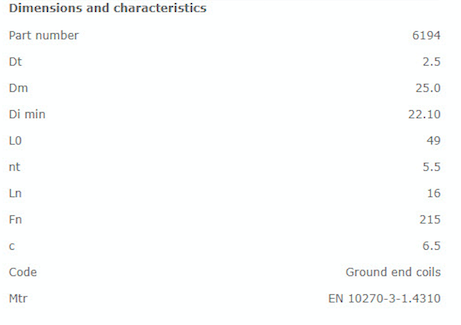 Dimensions and characteristics
Part number 6194
Dt 2.5
Dm 25.0
Di min 22.10
L0 49
nt 5.5
Ln 16
Fn 215
c 6.5
Code Ground end coils
Mtr EN 10270-3-1.4310